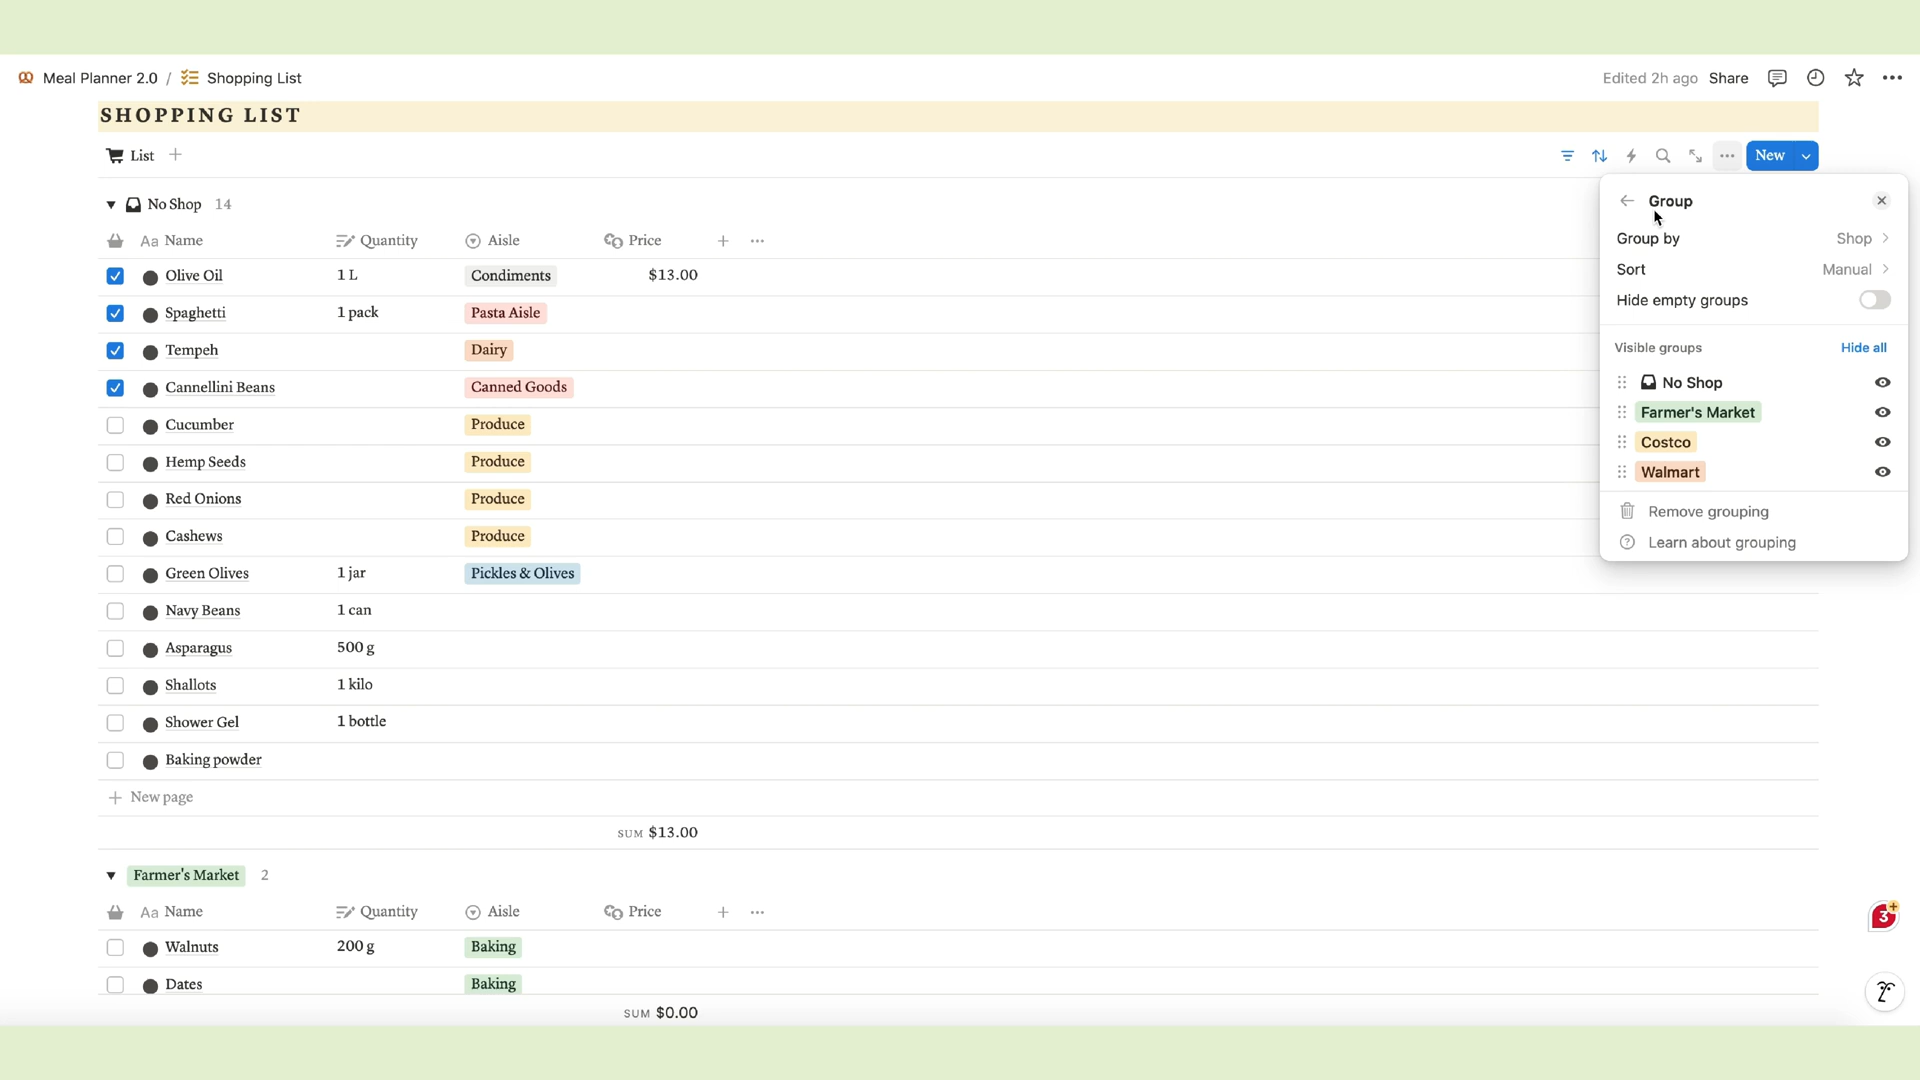 Meal Planner 2.0 / Shopping List
Edited 2h ago Share
SHOPPING LIST
List
New
No Shop 14
Aa Name Quantity Aisle Price
Olive Oil 1 L Condiments $13.00
Spaghetti 1 pack Pasta Aisle
Tempeh Dairy
Cannellini Beans Canned Goods
Cucumber Produce
Hemp Seeds Produce
Red Onions Produce
Cashews Produce
Green Olives 1 jar Pickles & Olives
Navy Beans 1 can
Asparagus 500 g
Shallots 1 kilo
Shower Gel 1 bottle
Baking powder
New page
SUM $13.00
Farmer's Market 2
Aa Name Quantity Aisle Price
Walnuts 200 g Baking
Dates Baking
SUM $0.00
Group
Group by Shop
Sort Manual
Hide empty groups
Visible groups Hide all
No Shop
Farmer's Market
Costco
Walmart
Remove grouping
Learn about grouping
3+